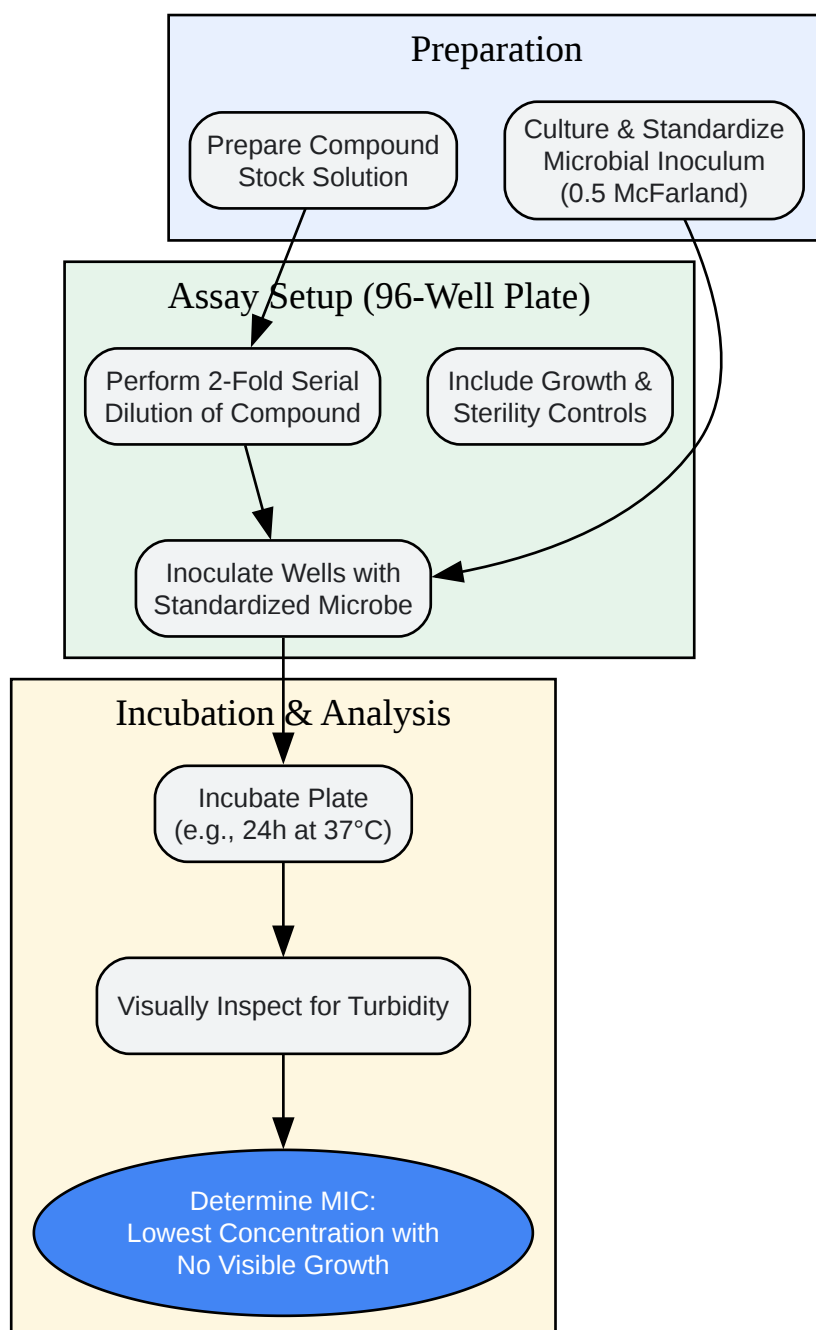 Preparation
Prepare Compound
Stock Solution
Culture & Standardize
Microbial Inoculum
(0.5 McFarland)
Assay Setup (96-Well Plate)
Perform 2-Fold Serial
Dilution of Compound
Include Growth &
Sterility Controls
Inoculate Wells with
Standardized Microbe
Incubation & Analysis
Incubate Plate
(e.g., 24h at 37°C)
Visually Inspect for Turbidity
Determine MIC:
Lowest Concentration with
No Visible Growth